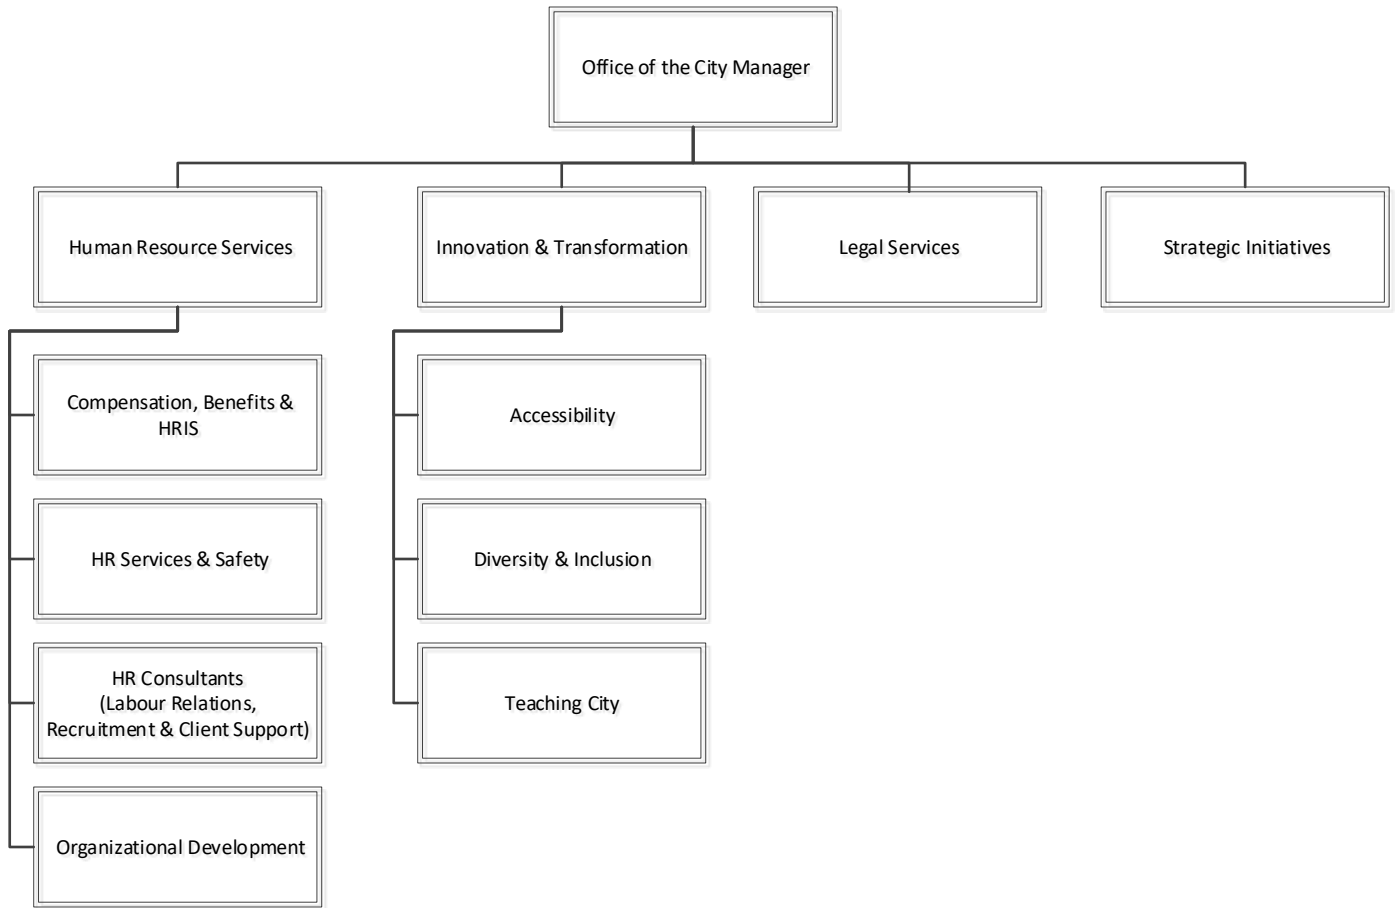 Office of the City Manager
Human Resource Services
Innovation & Transformation
Legal Services
Strategic Initiatives
Compensation, Benefits &
HRIS
HR Services & Safety
HR Consultants
(Labour Relations,
Recruitment & Client Support)
Organizational Development
Accessibility
Diversity & Inclusion
Teaching City